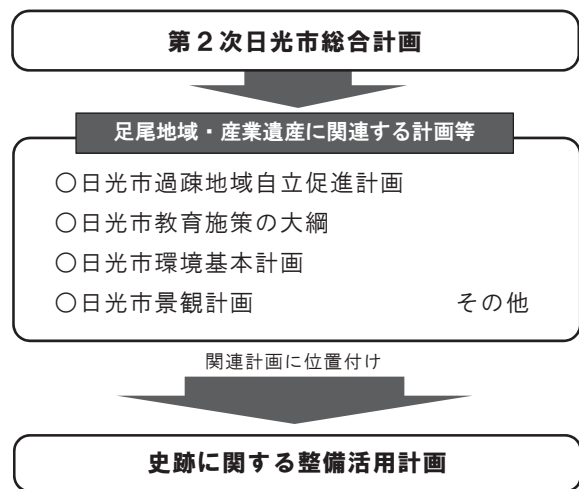 第２次日光市総合計画
足尾地域・産業遺産に関連する計画等
○日光市過疎地域自立促進計画
○日光市教育施策の大綱
○日光市環境基本計画
○日光市景観計画　その他
関連計画に位置付け
史跡に関する整備活用計画